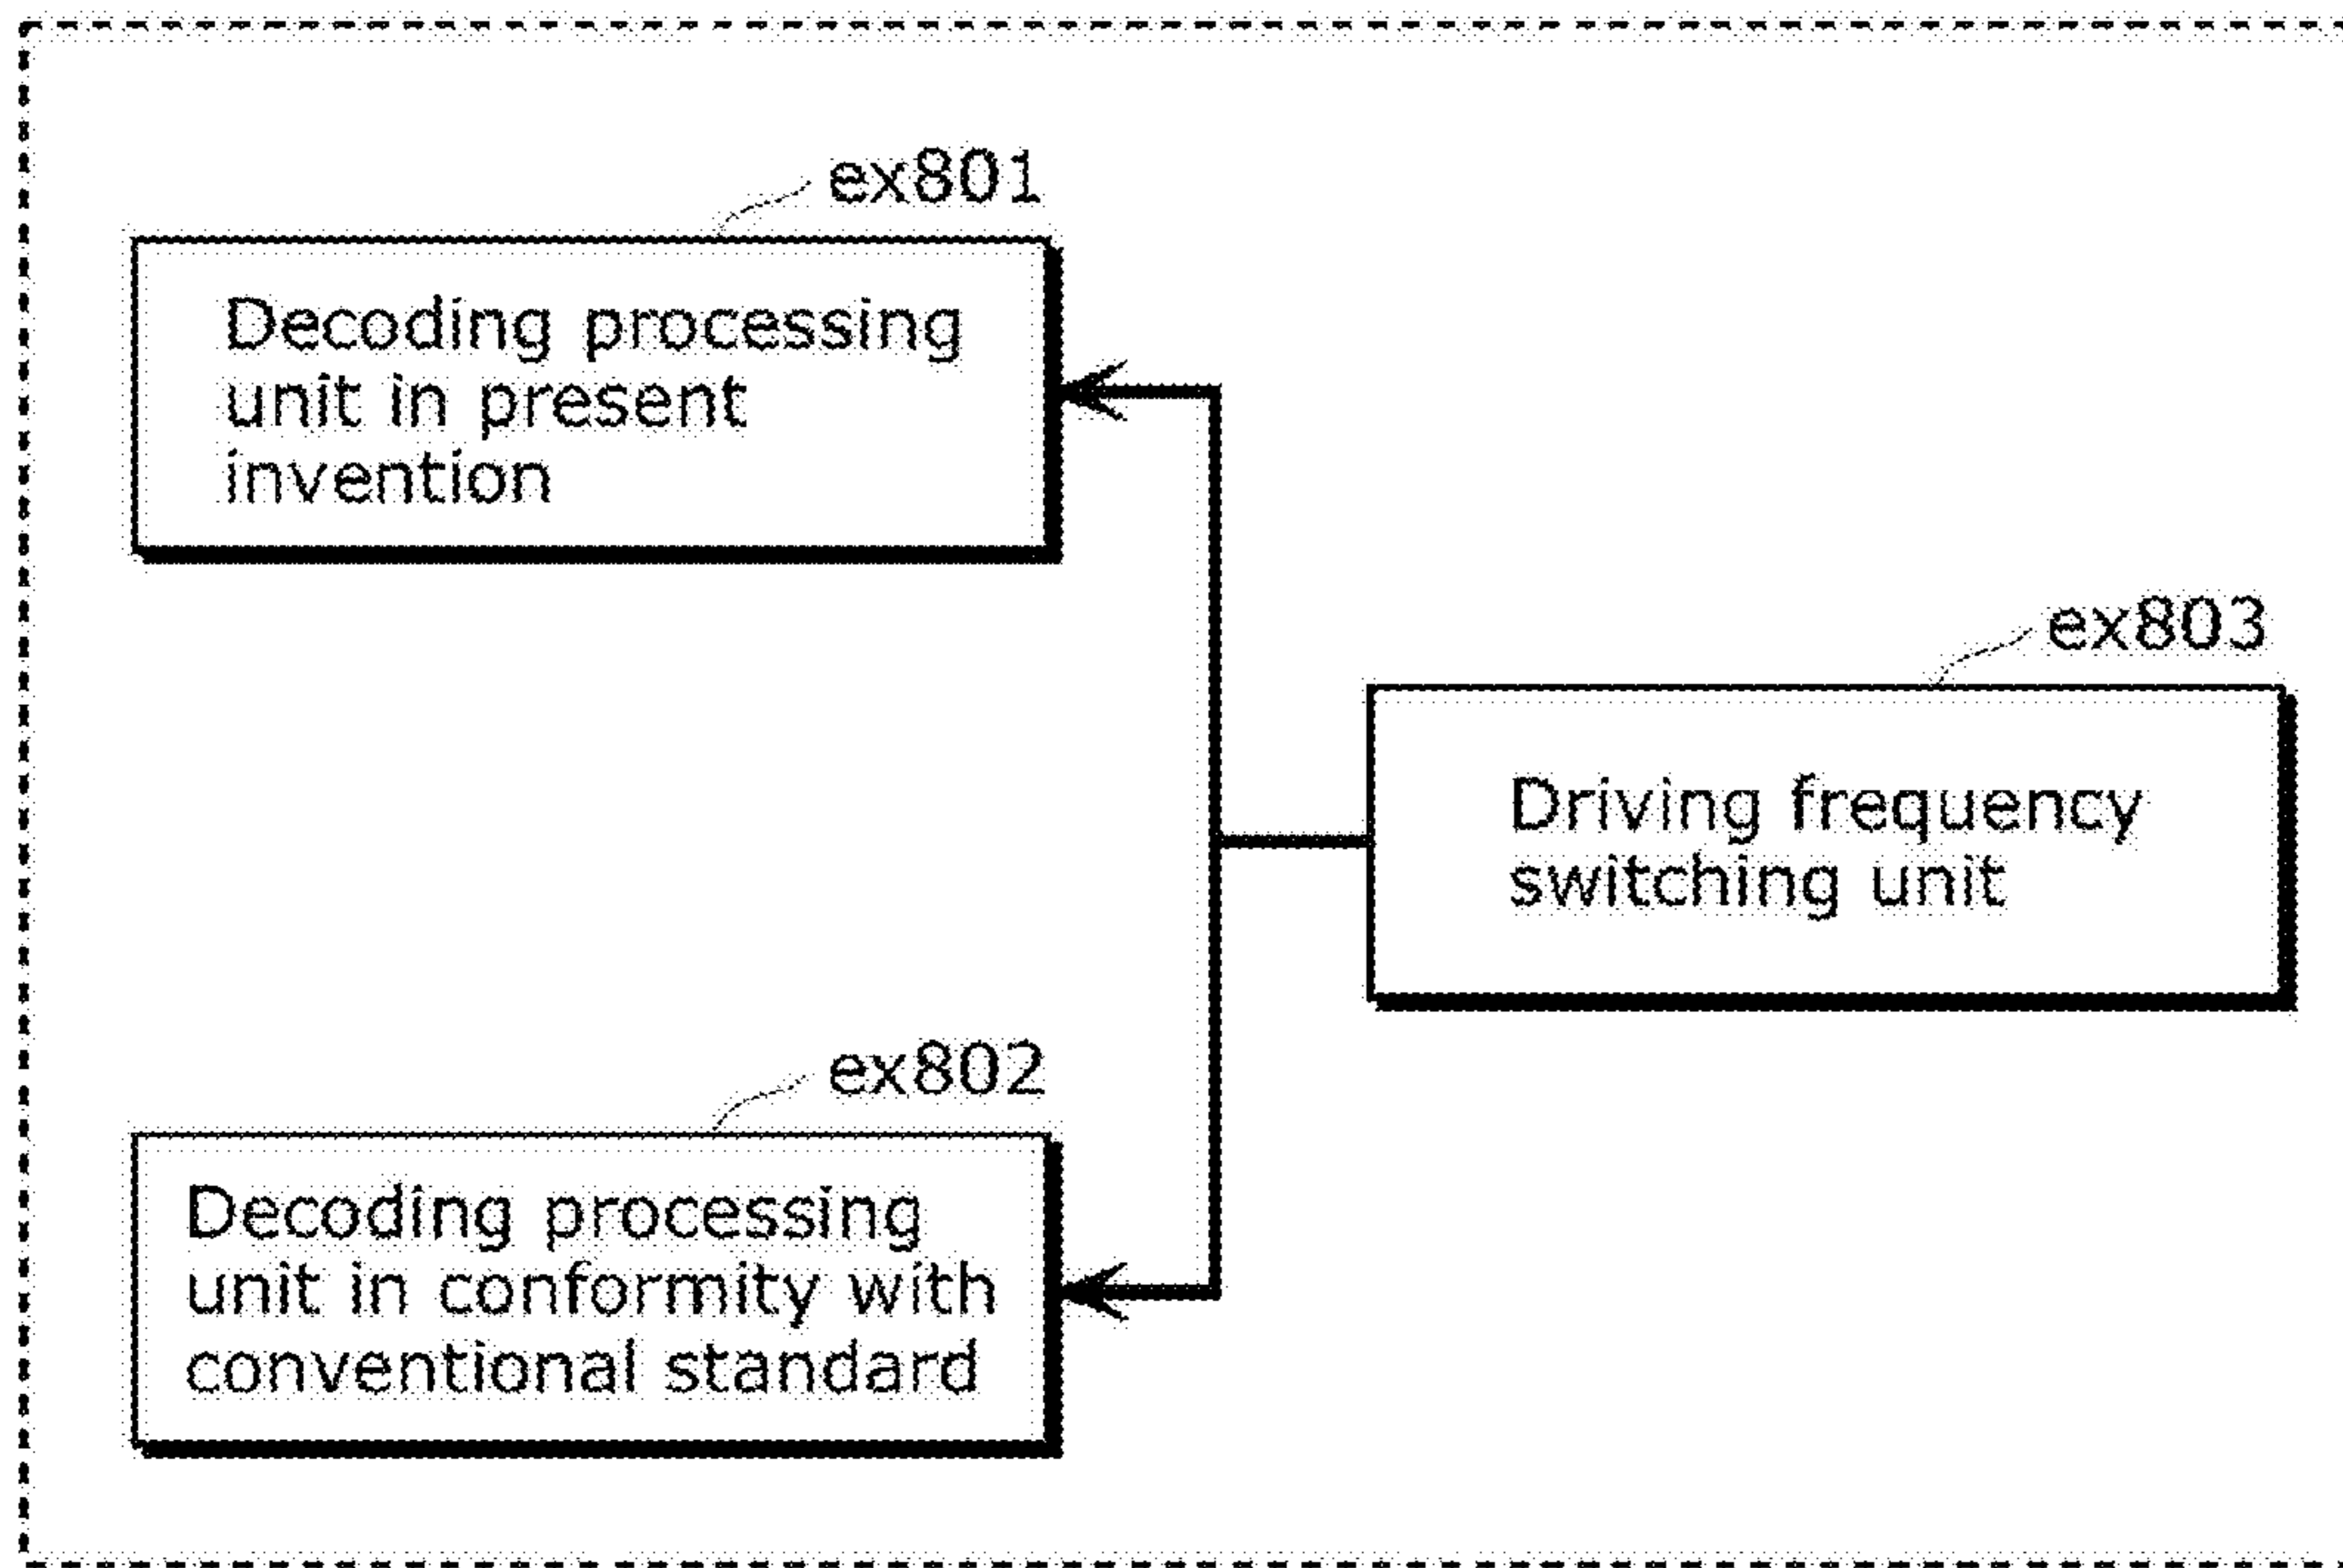 ex801
Decoding processing
unit in present
invention
ex803
Driving frequency
switching unit
ex802
Decoding processing
unit in conformity with
conventional standard